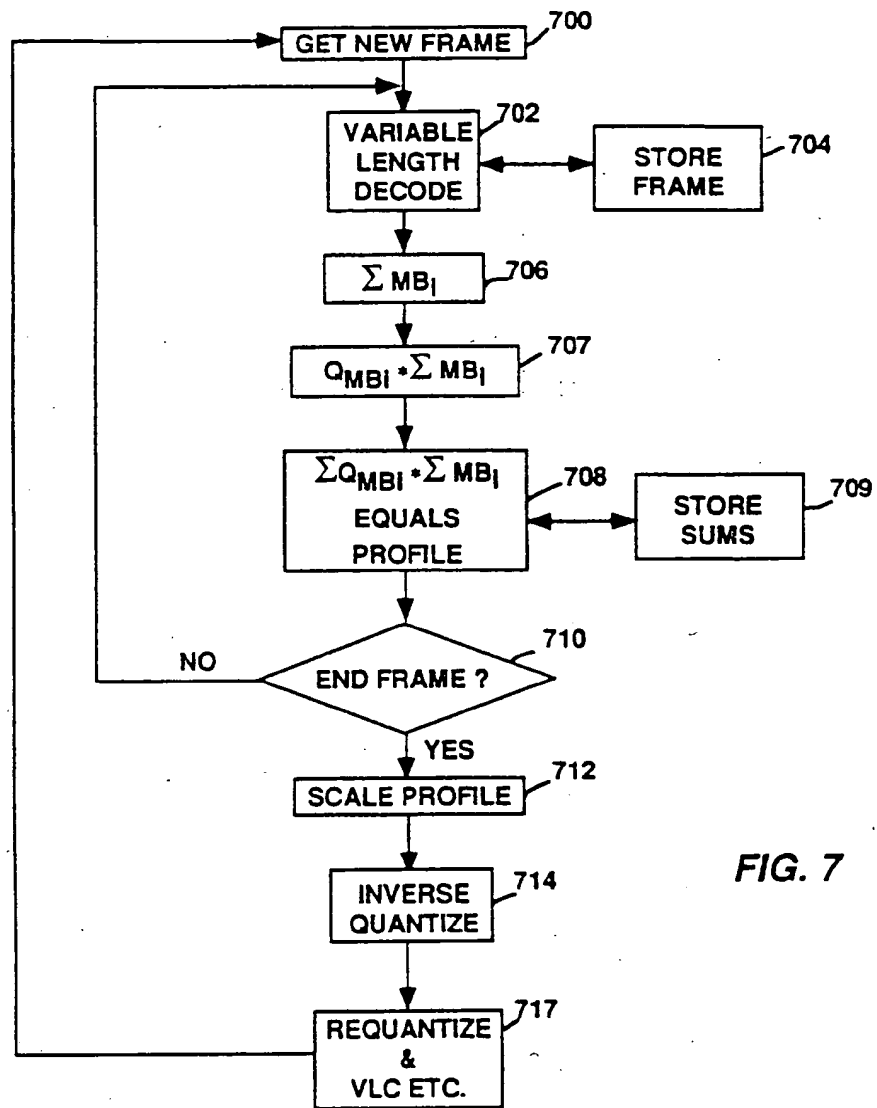 GET NEW FRAME
700
VARIABLE
LENGTH
DECODE
702
STORE
FRAME
704
Σ MBI
706
QMBi * Σ MBI
707
ΣQMBi * Σ MBI
EQUALS
PROFILE
708
STORE
SUMS
709
NO
END FRAME ?
710
YES
SCALE PROFILE
712
INVERSE
QUANTIZE
714
FIG. 7
REQUANTIZE
&
VLC ETC.
717